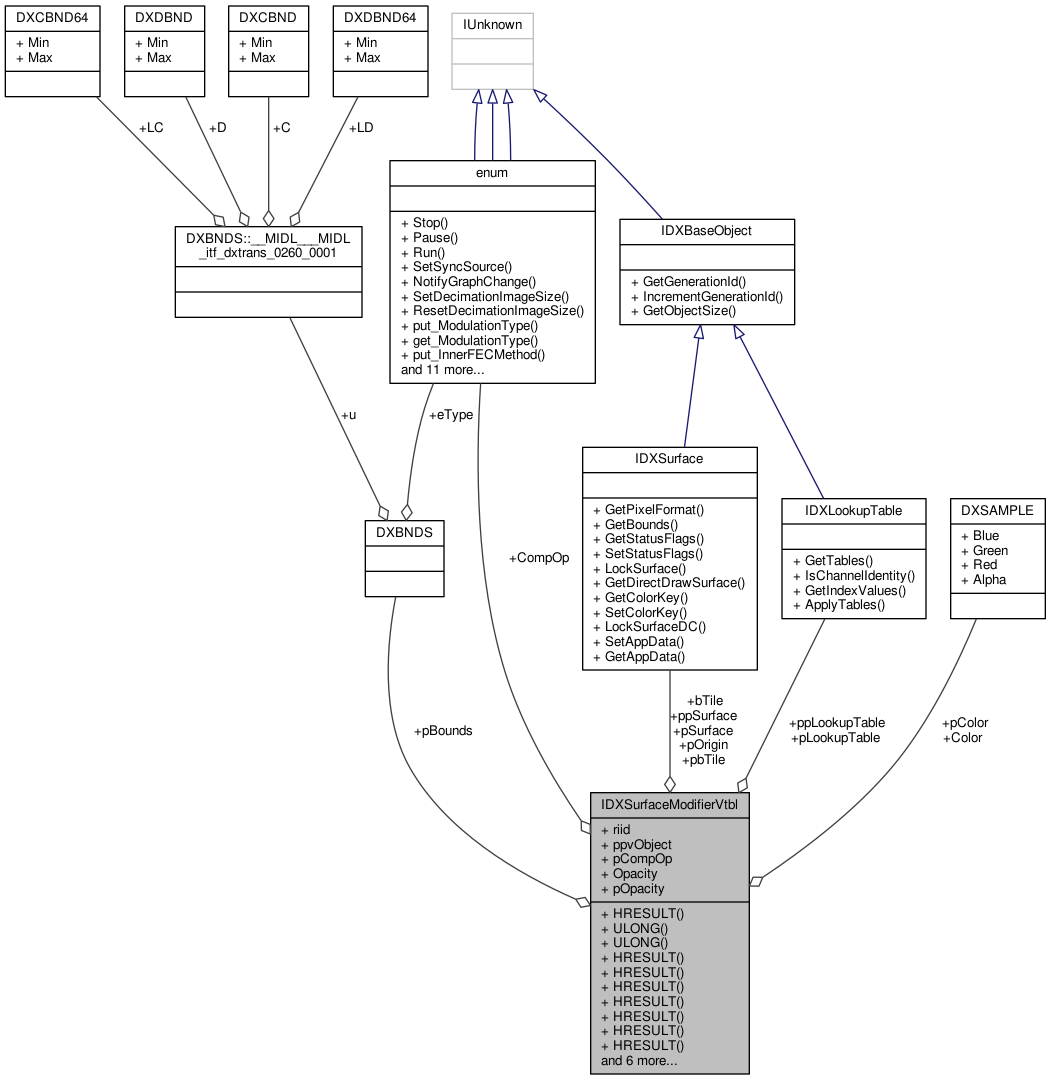 DXCBND64
+ Min
+ Max
DXDBND
+ Min
+ Max
DXCBND
+ Min
+ Max
DXDBND64
+ Min
+ Max
IUnknown
+LC
+D
+C
+LD
enum
+ Stop()
+ Pause()
+ Run()
+ SetSyncSource()
+ NotifyGraphChange()
+ SetDecimationImageSize()
+ ResetDecimationImageSize()
+ put_ModulationType()
+ get_ModulationType()
+ put_InnerFECMethod()
and 11 more...
DXBNDS::__MIDL___MIDL
_itf_dxtrans_0260_0001
IDXBaseObject
+ GetGenerationId()
+ IncrementGenerationId()
+ GetObjectSize()
+u
+eType
+CompOp
IDXSurface
+ GetPixelFormat()
+ GetBounds()
+ GetStatusFlags()
+ SetStatusFlags()
+ LockSurface()
+ GetDirectDrawSurface()
+ GetColorKey()
+ SetColorKey()
+ LockSurfaceDC()
+ SetAppData()
+ GetAppData()
IDXLookupTable
+ GetTables()
+ IsChannelIdentity()
+ GetIndexValues()
+ ApplyTables()
DXSAMPLE
+ Blue
+ Green
+ Red
+ Alpha
DXBNDS
+pBounds
+bTile
+ppSurface
+pSurface
+pOrigin
+pbTile
+ppLookupTable
+pLookupTable
+pColor
+Color
IDXSurfaceModifierVtbl
+ riid
+ ppvObject
+ pCompOp
+ Opacity
+ pOpacity
+ HRESULT()
+ ULONG()
+ ULONG()
+ HRESULT()
+ HRESULT()
+ HRESULT()
+ HRESULT()
+ HRESULT()
+ HRESULT()
+ HRESULT()
and 6 more...